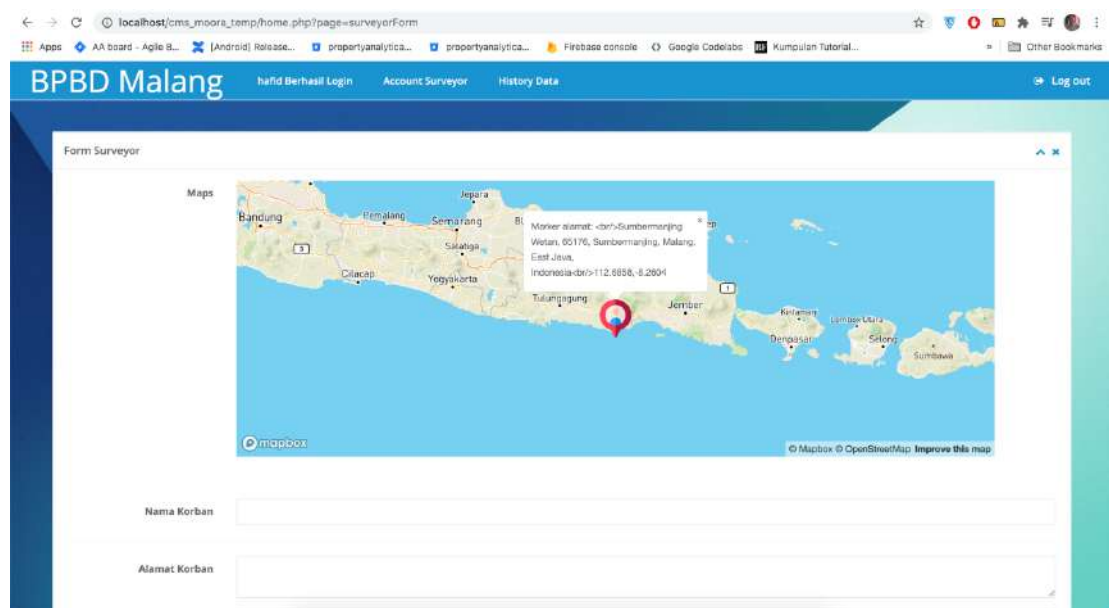 localhost/cms_moora_temp/home.php?page=surveyorForm
Apps AA board - Agile B... [Android] Release... propertyanalytica... propertyanalytica... Firebase console Google Codelabs Kumpulan Tutorial... » Other Bookmarks
BPBD Malang hafid Berhasil Login Account Surveyor History Data Log out
Form Surveyor
Maps
Jepara
Bandung Pemalang Semarang
Salatiga
Cilacap Yogyakarta
Marker alamat: <br/>Sumbermanjing
Wetan, 65176, Sumbermanjing, Malang,
East Java,
Indonesia<br/>112.6858,-8.2604
Tulungagung Jember
Kintamani Lombok Utara
Denpasar Selong
Sumbawa
mapbox
© Mapbox © OpenStreetMap Improve this map
Nama Korban
Alamat Korban